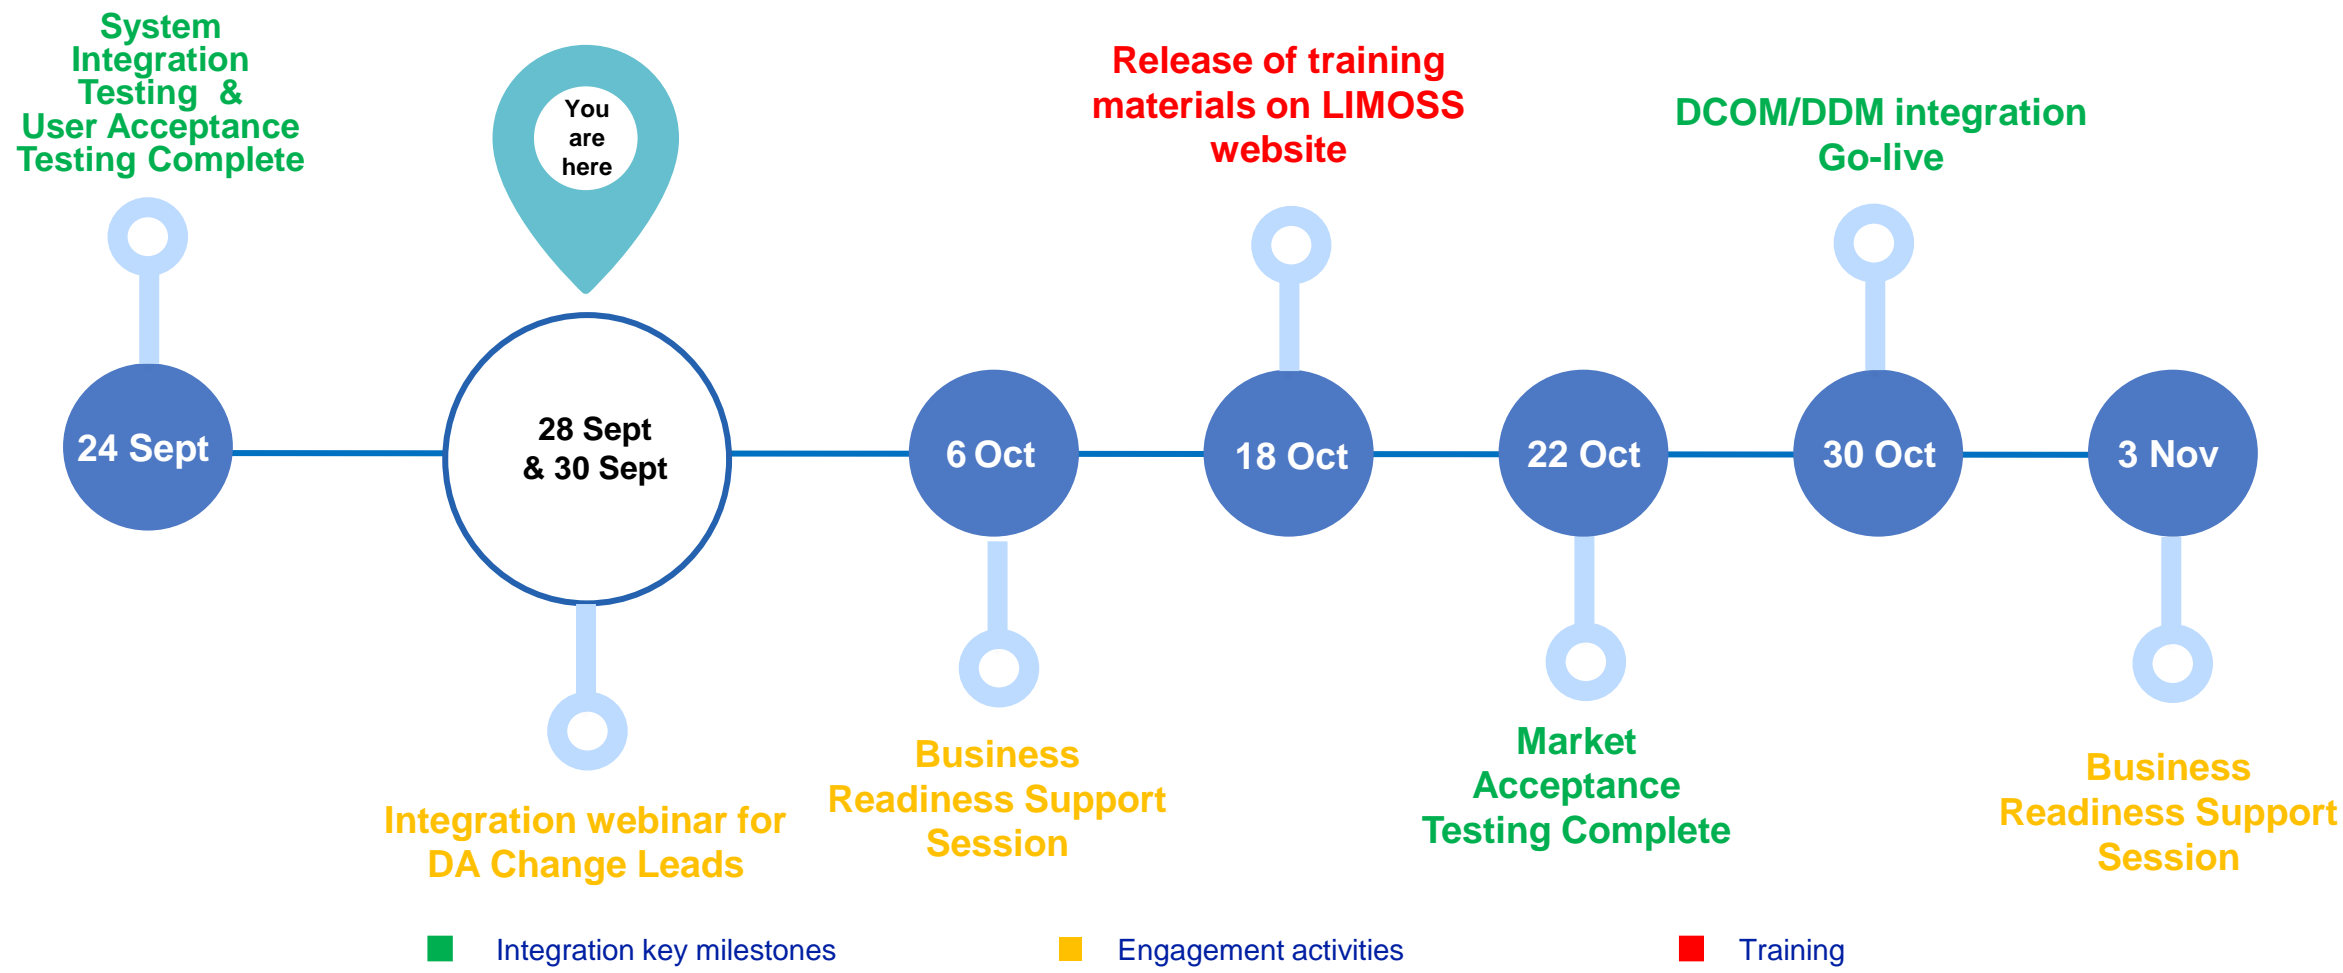 System
Integration
Testing &
User Acceptance
Testing Complete
You
are
here
Release of training
materials on LIMOSS
website
DCOM/DDM integration
Go-live
24 Sept
28 Sept
& 30 Sept
6 Oct
18 Oct
22 Oct
30 Oct
3 Nov
Integration webinar for
DA Change Leads
Business
Readiness Support
Session
Market
Acceptance
Testing Complete
Business
Readiness Support
Session
Integration key milestones
Engagement activities
Training